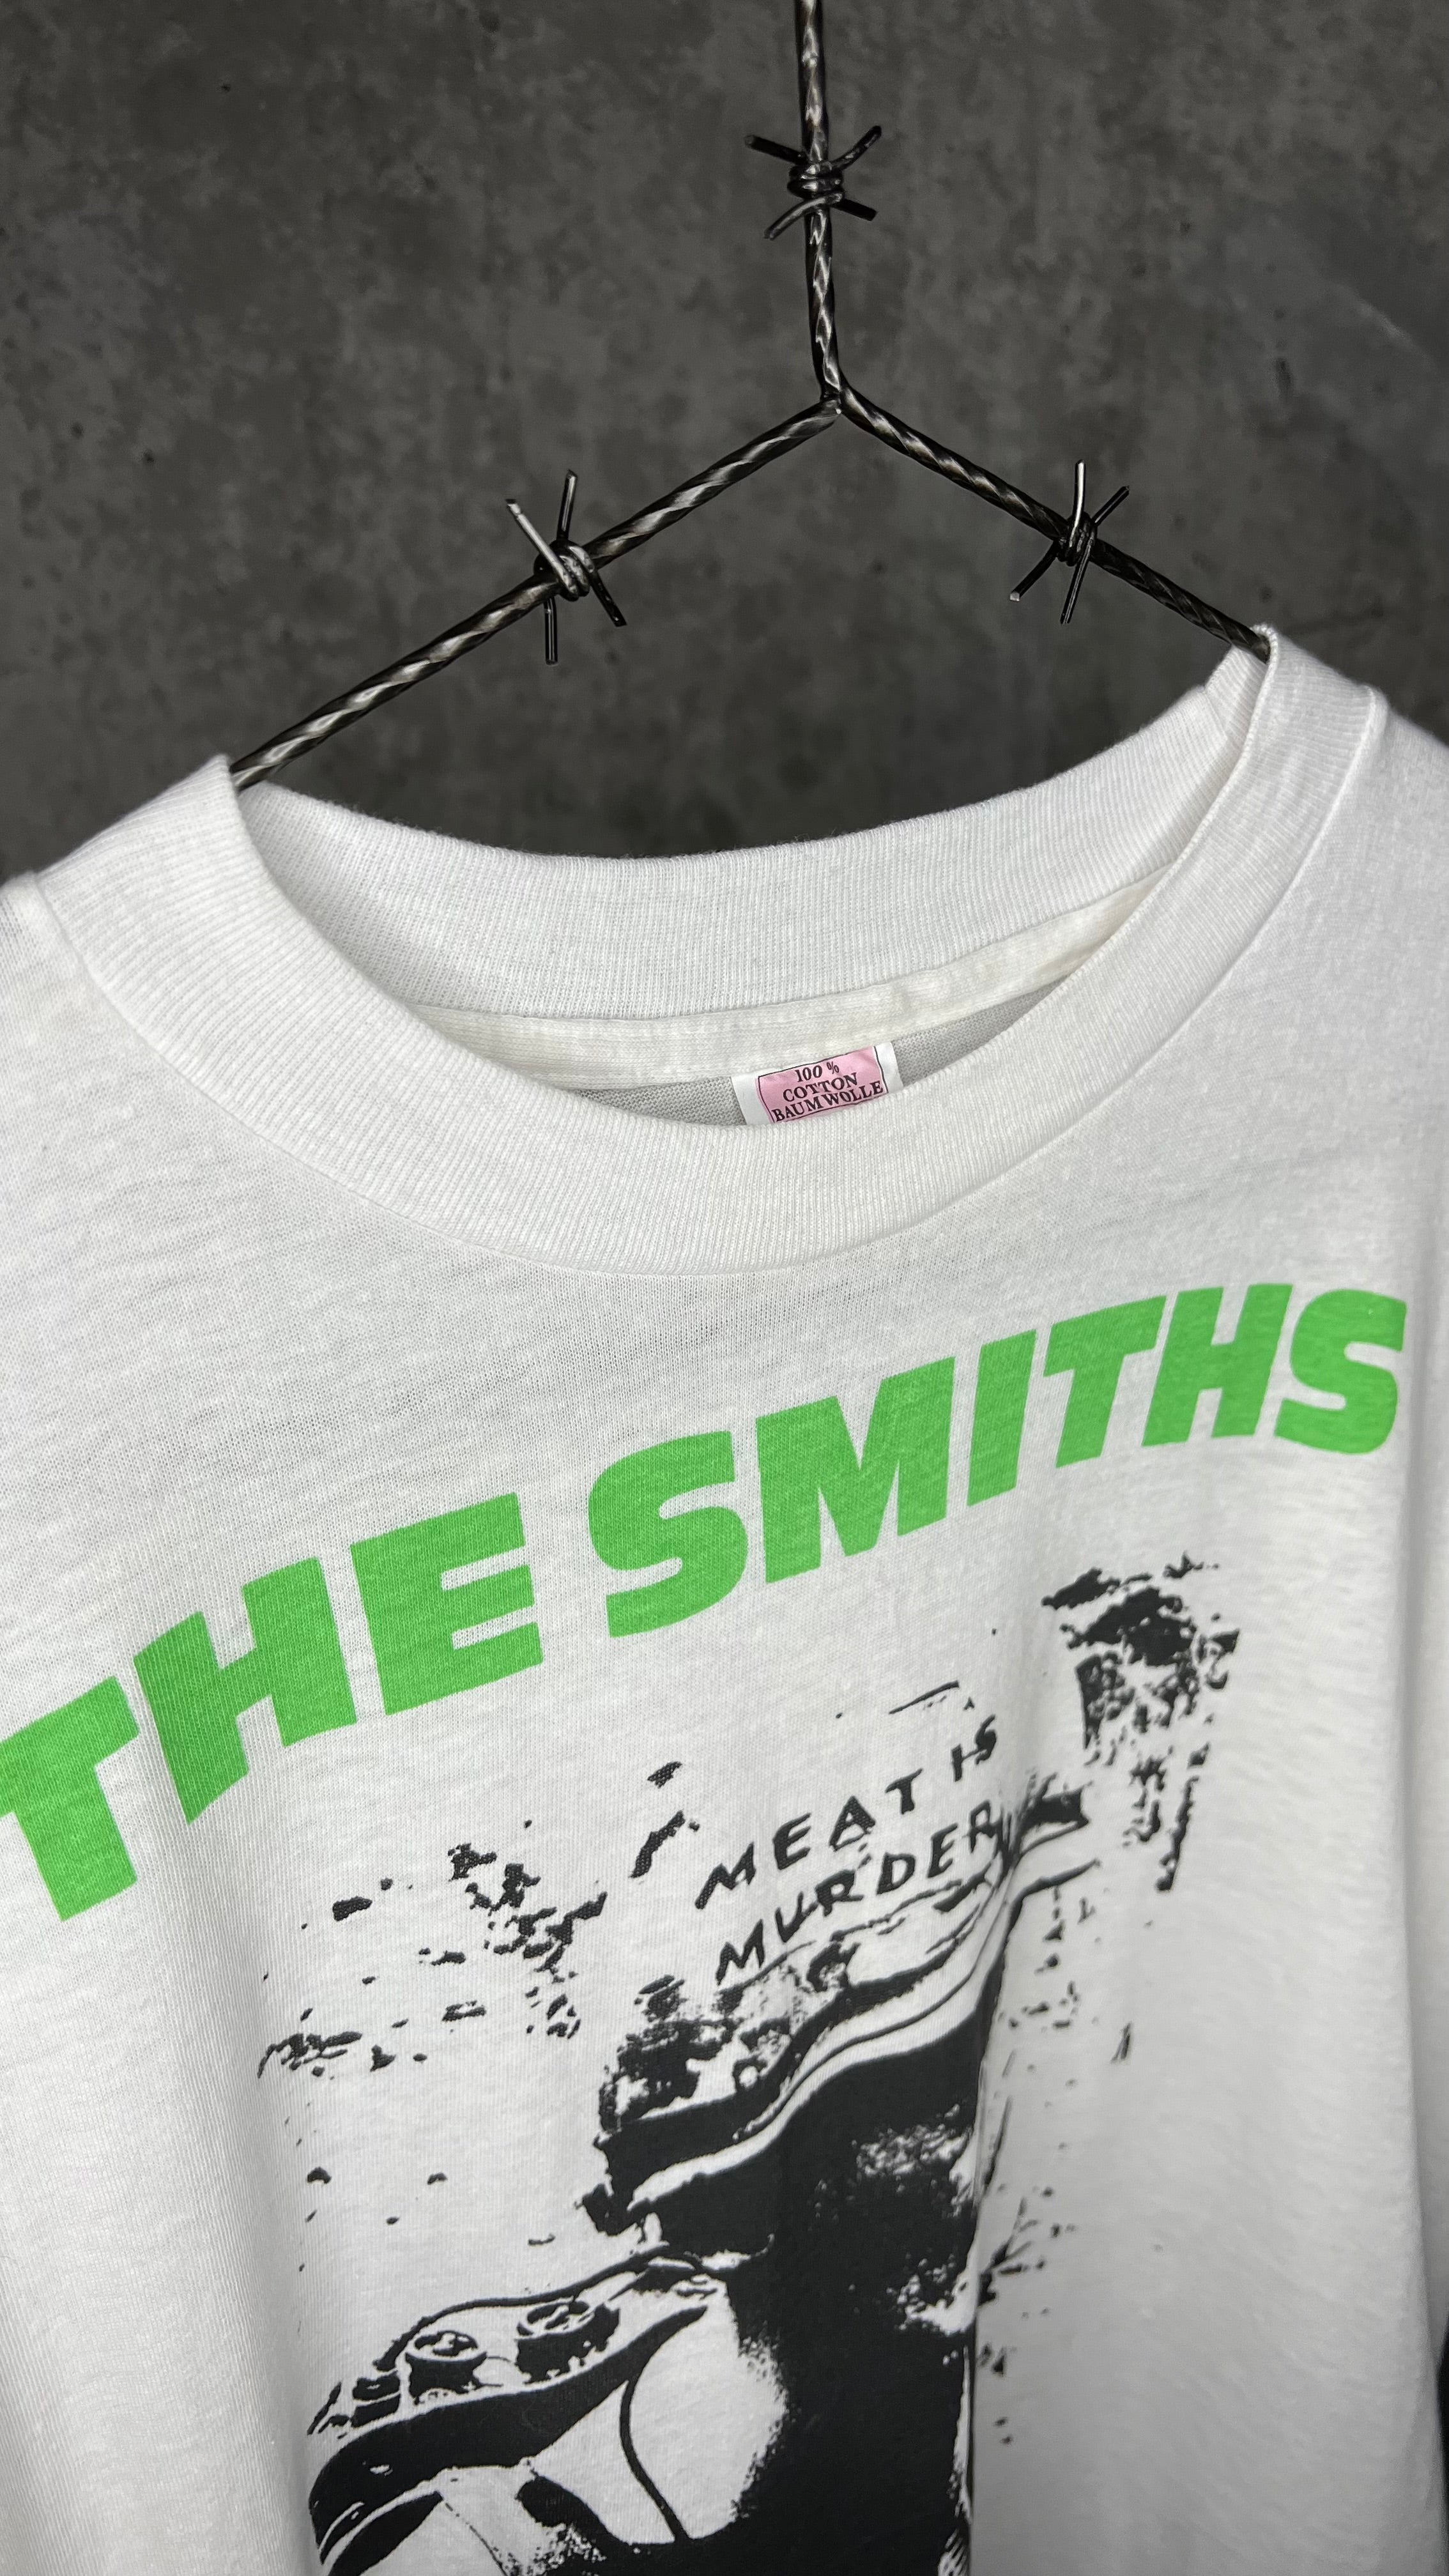 100 %
COTTON
BAUMWOLLE
THE SMITHS
MEAT IS
MURDER